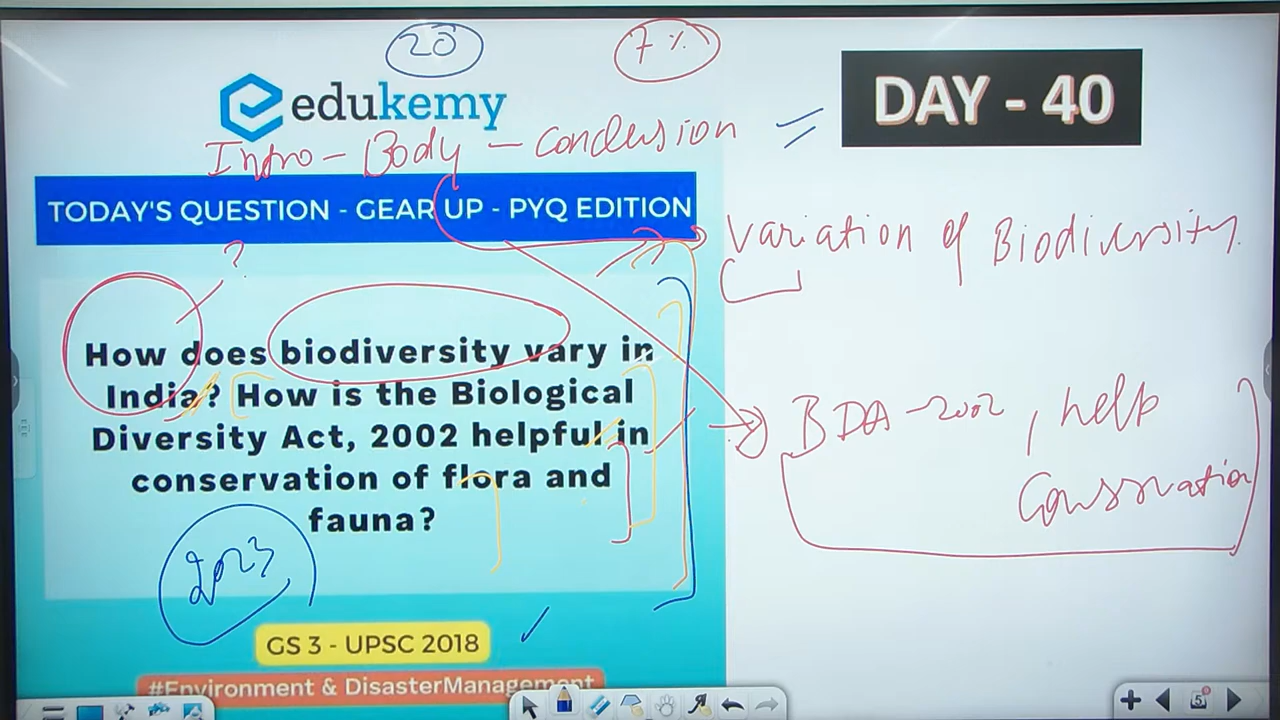 20
7%
edukemy
DAY - 40
Intro - Body - Conclusion
TODAY'S QUESTION - GEAR UP - PYQ EDITION
?
Variation of Biodiversity.
How does biodiversity vary in
India? How is the Biological
Diversity Act, 2002 helpful in
conservation of flora and
fauna?
BDA - 2002, help
Conservation
2023
GS 3 - UPSC 2018
#Environment & DisasterManagement
5